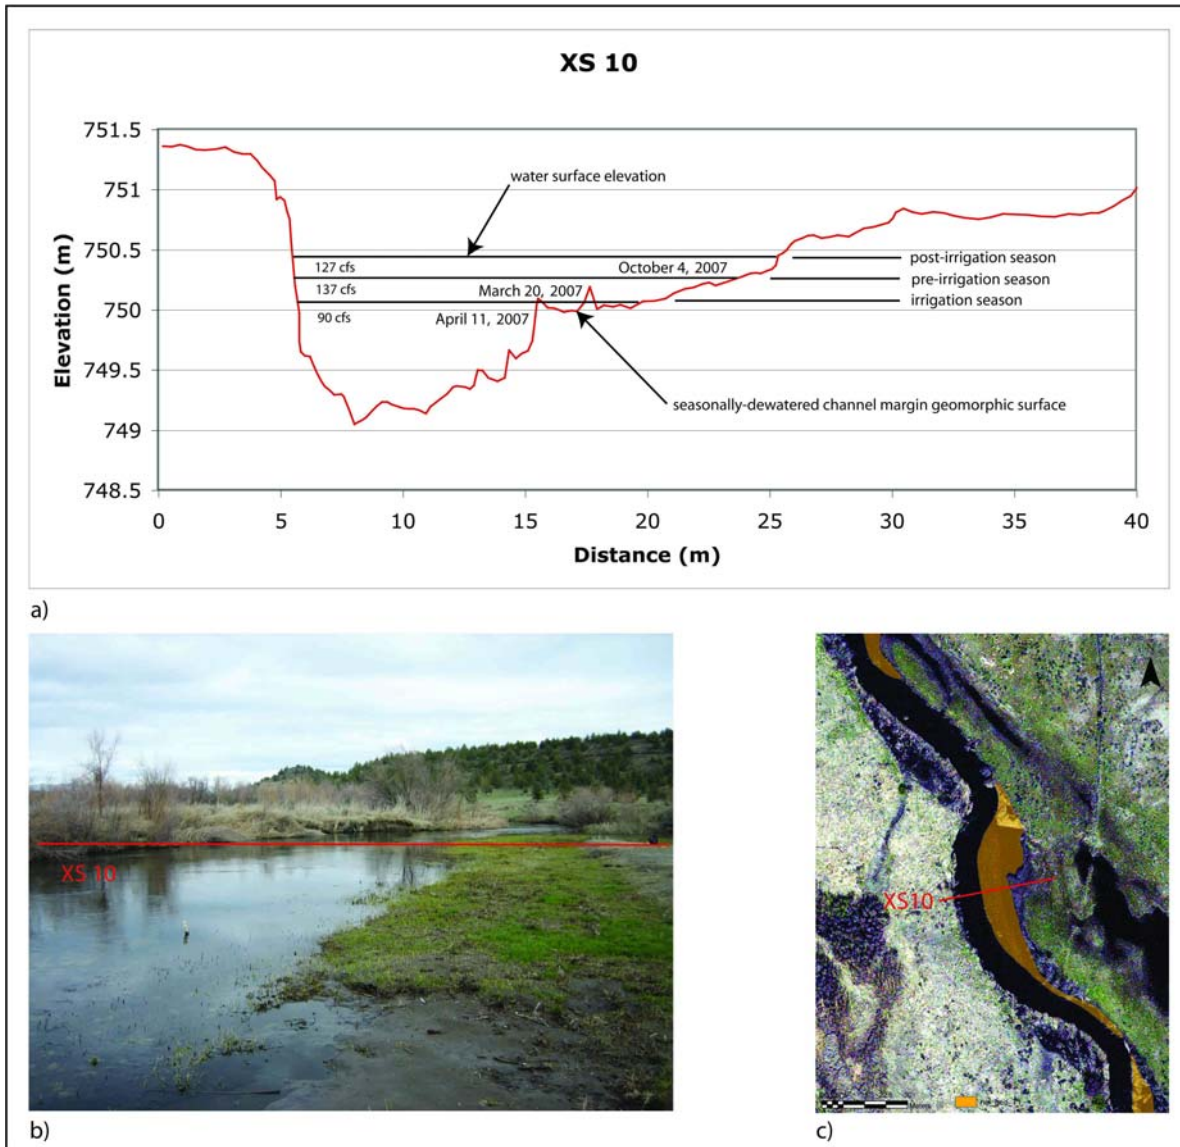 XS 10
751.5
751
750.5
750
749.5
749
748.5
Elevation (m)
water surface elevation
127 cfs
October 4, 2007
post-irrigation season
137 cfs
March 20, 2007
pre-irrigation season
90 cfs
April 11, 2007
irrigation season
seasonally-dewatered channel margin geomorphic surface
0 5 10 15 20 25 30 35 40
Distance (m)
a)
XS 10
XS10
b)
c)